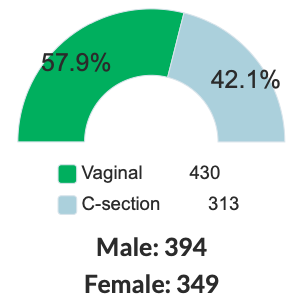 57.9%
42.1%
Vaginal 430
C-section 313
Male: 394
Female: 349